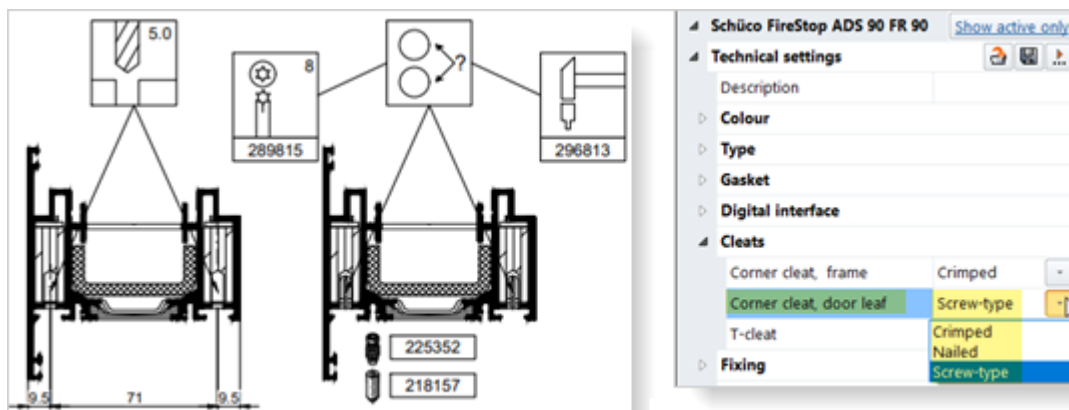 5.0
8
289815
?
296813
225352
218157
9.5
71
9.5
Schüco FireStop ADS 90 FR 90
Show active only
Technical settings
Description
Colour
Type
Gasket
Digital interface
Cleats
Corner cleat, frame
Crimped
Corner cleat, door leaf
Screw-type
T-cleat
Crimped
Nailed
Screw-type
Fixing